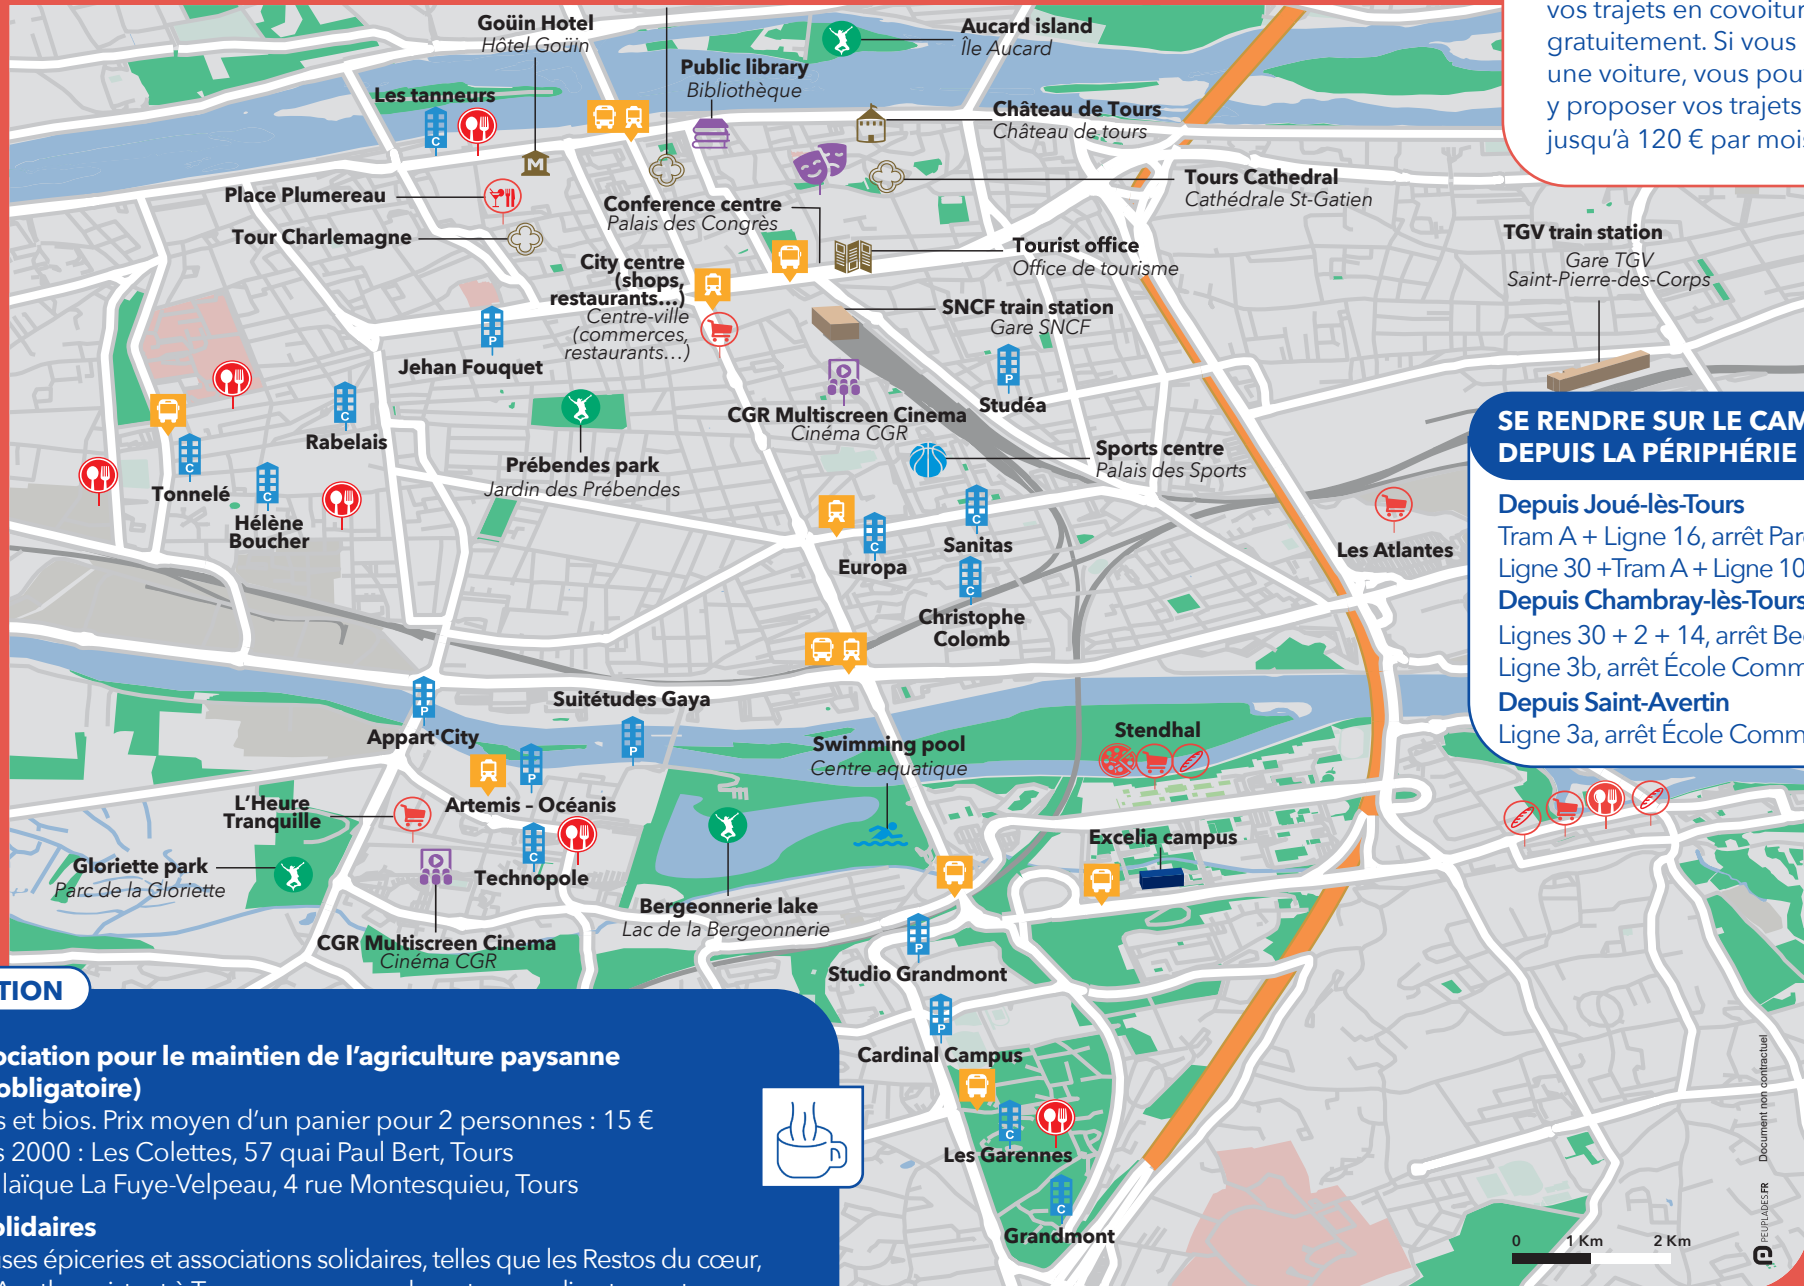 vos trajets en covoitur
gratuitement. Si vous
une voiture, vous pou
y proposer vos trajets
jusqu'à 120 € par mois
Goüin Hotel
Hôtel Goüin
Aucard island
Île Aucard
Public library
Bibliothèque
Les tanneurs
C
Château de Tours
Château de tours
M
Place Plumereau
Tours Cathedral
Cathédrale St-Gatien
Conference centre
Palais des Congrès
Tour Charlemagne
Tourist office
Office de tourisme
TGV train station
Gare TGV
Saint-Pierre-des-Corps
City centre
(shops,
restaurants...)
Centre-ville
(commerces,
restaurants...)
SNCF train station
Gare SNCF
P
Jehan Fouquet
P
Studéa
CGR Multiscreen Cinema
Cinéma CGR
C
Rabelais
Prébendes park
Jardin des Prébendes
Sports centre
Palais des Sports
C
Tonnelé
C
Hélène
Boucher
C
Sanitas
C
Europa
C
Christophe
Colomb
Les Atlantes
SE RENDRE SUR LE CAM
DEPUIS LA PÉRIPHÉRIE
Depuis Joué-lès-Tours
Tram A + Ligne 16, arrêt Par
Ligne 30 +Tram A + Ligne 10
Depuis Chambray-lès-Tours
Lignes 30 + 2 + 14, arrêt Be
Ligne 3b, arrêt École Comm
Depuis Saint-Avertin
Ligne 3a, arrêt École Comm
P
Appart'City
Suitétudes Gaya
P
Swimming pool
Centre aquatique
Stendhal
P
Artemis - Océanis
L'Heure
Tranquille
C
Technopole
Excelia campus
Gloriette park
Parc de la Gloriette
Bergeonnerie lake
Lac de la Bergeonnerie
CGR Multiscreen Cinema
Cinéma CGR
P
Studio Grandmont
P
Cardinal Campus
C
Les Garennes
C
Grandmont
TION
ociation pour le maintien de l'agriculture paysanne
obligatoire)
s et bios. Prix moyen d'un panier pour 2 personnes : 15 €
s 2000 : Les Colettes, 57 quai Paul Bert, Tours
laïque La Fuye-Velpeau, 4 rue Montesquieu, Tours
olidaires
uses épiceries et associations solidaires, telles que les Restos du cœur,
0 1 Km 2 Km
PEUPLADES.FR Document non contractuel